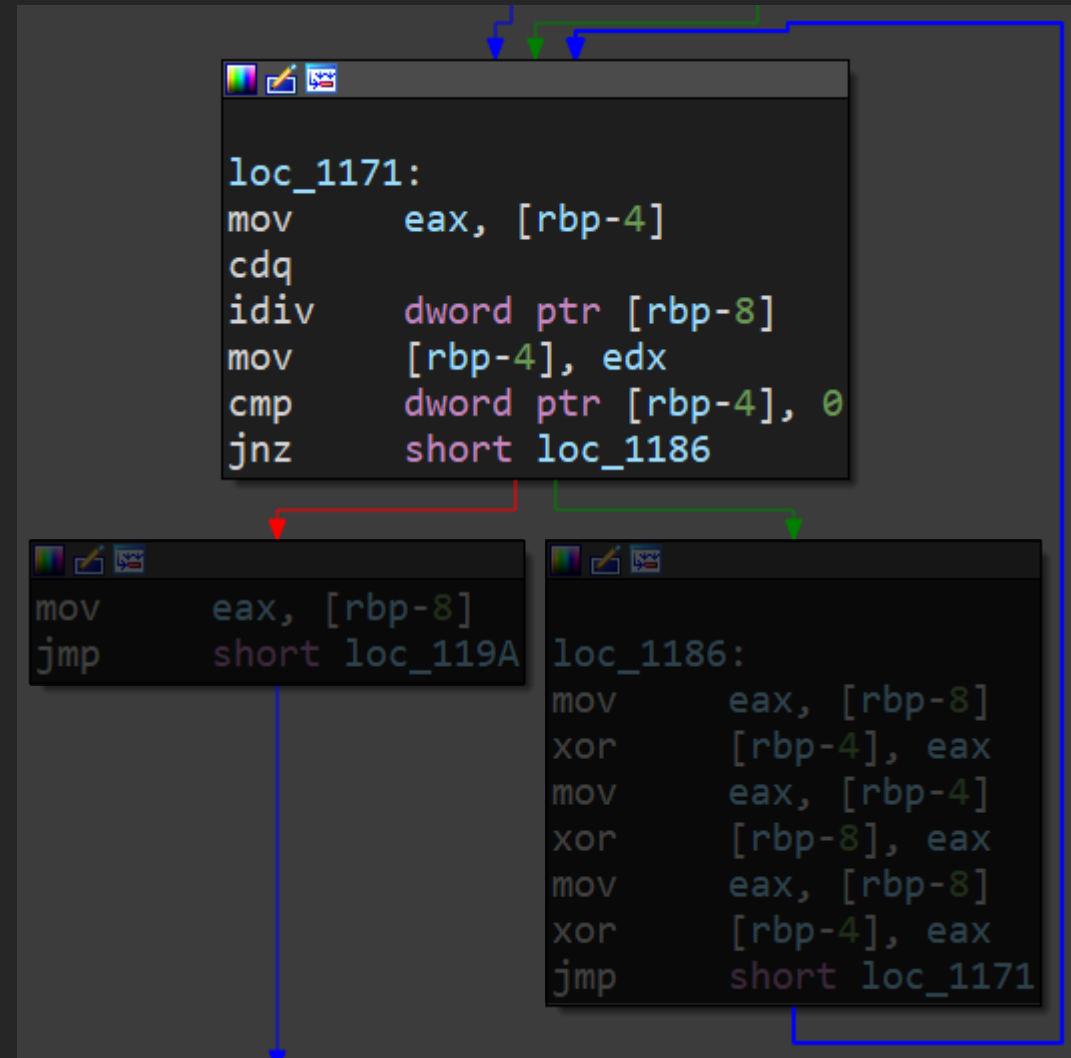 loc_1171:
mov eax, [rbp-4]
cdq
idiv dword ptr [rbp-8]
mov [rbp-4], edx
cmp dword ptr [rbp-4], 0
jnz short loc_1186
mov eax, [rbp-8]
jmp short loc_119A
loc_1186:
mov eax, [rbp-8]
xor [rbp-4], eax
mov eax, [rbp-4]
xor [rbp-8], eax
mov eax, [rbp-8]
xor [rbp-4], eax
jmp short loc_1171